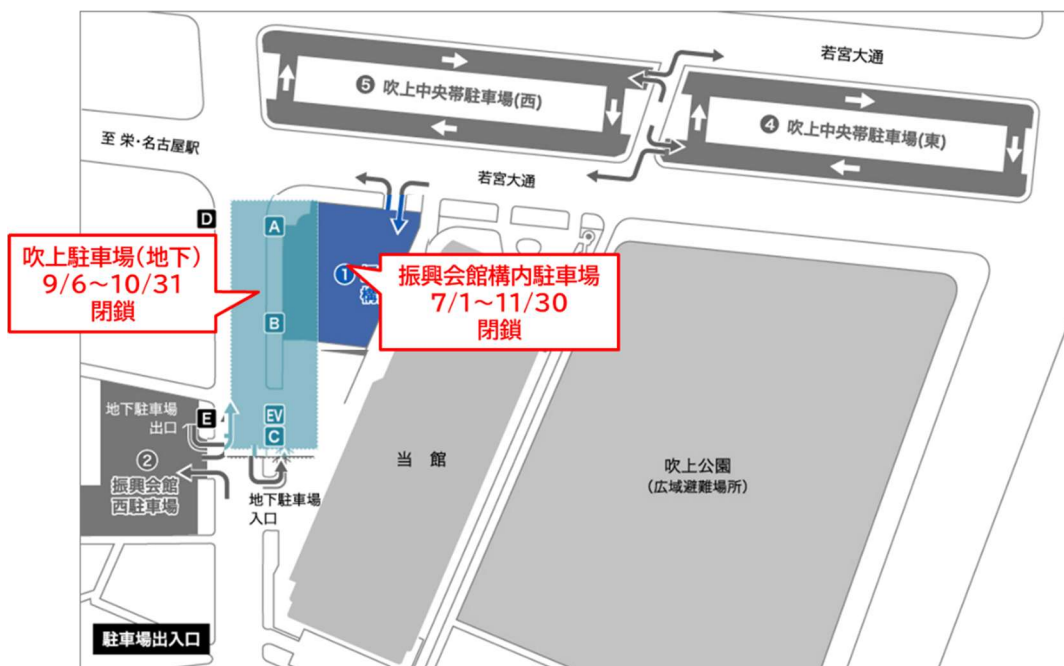 若宮大通
⑤ 吹上中央帯駐車場(西)
④ 吹上中央帯駐車場(東)
至 栄・名古屋駅
若宮大通
D
A
吹上駐車場(地下)
9/6～10/31
閉鎖
①
構
振興会館構内駐車場
7/1～11/30
閉鎖
B
地下駐車場
出口
E
EV
C
②
振興会館
西駐車場
地下駐車場
入口
当 館
吹上公園
(広域避難場所)
駐車場出入口